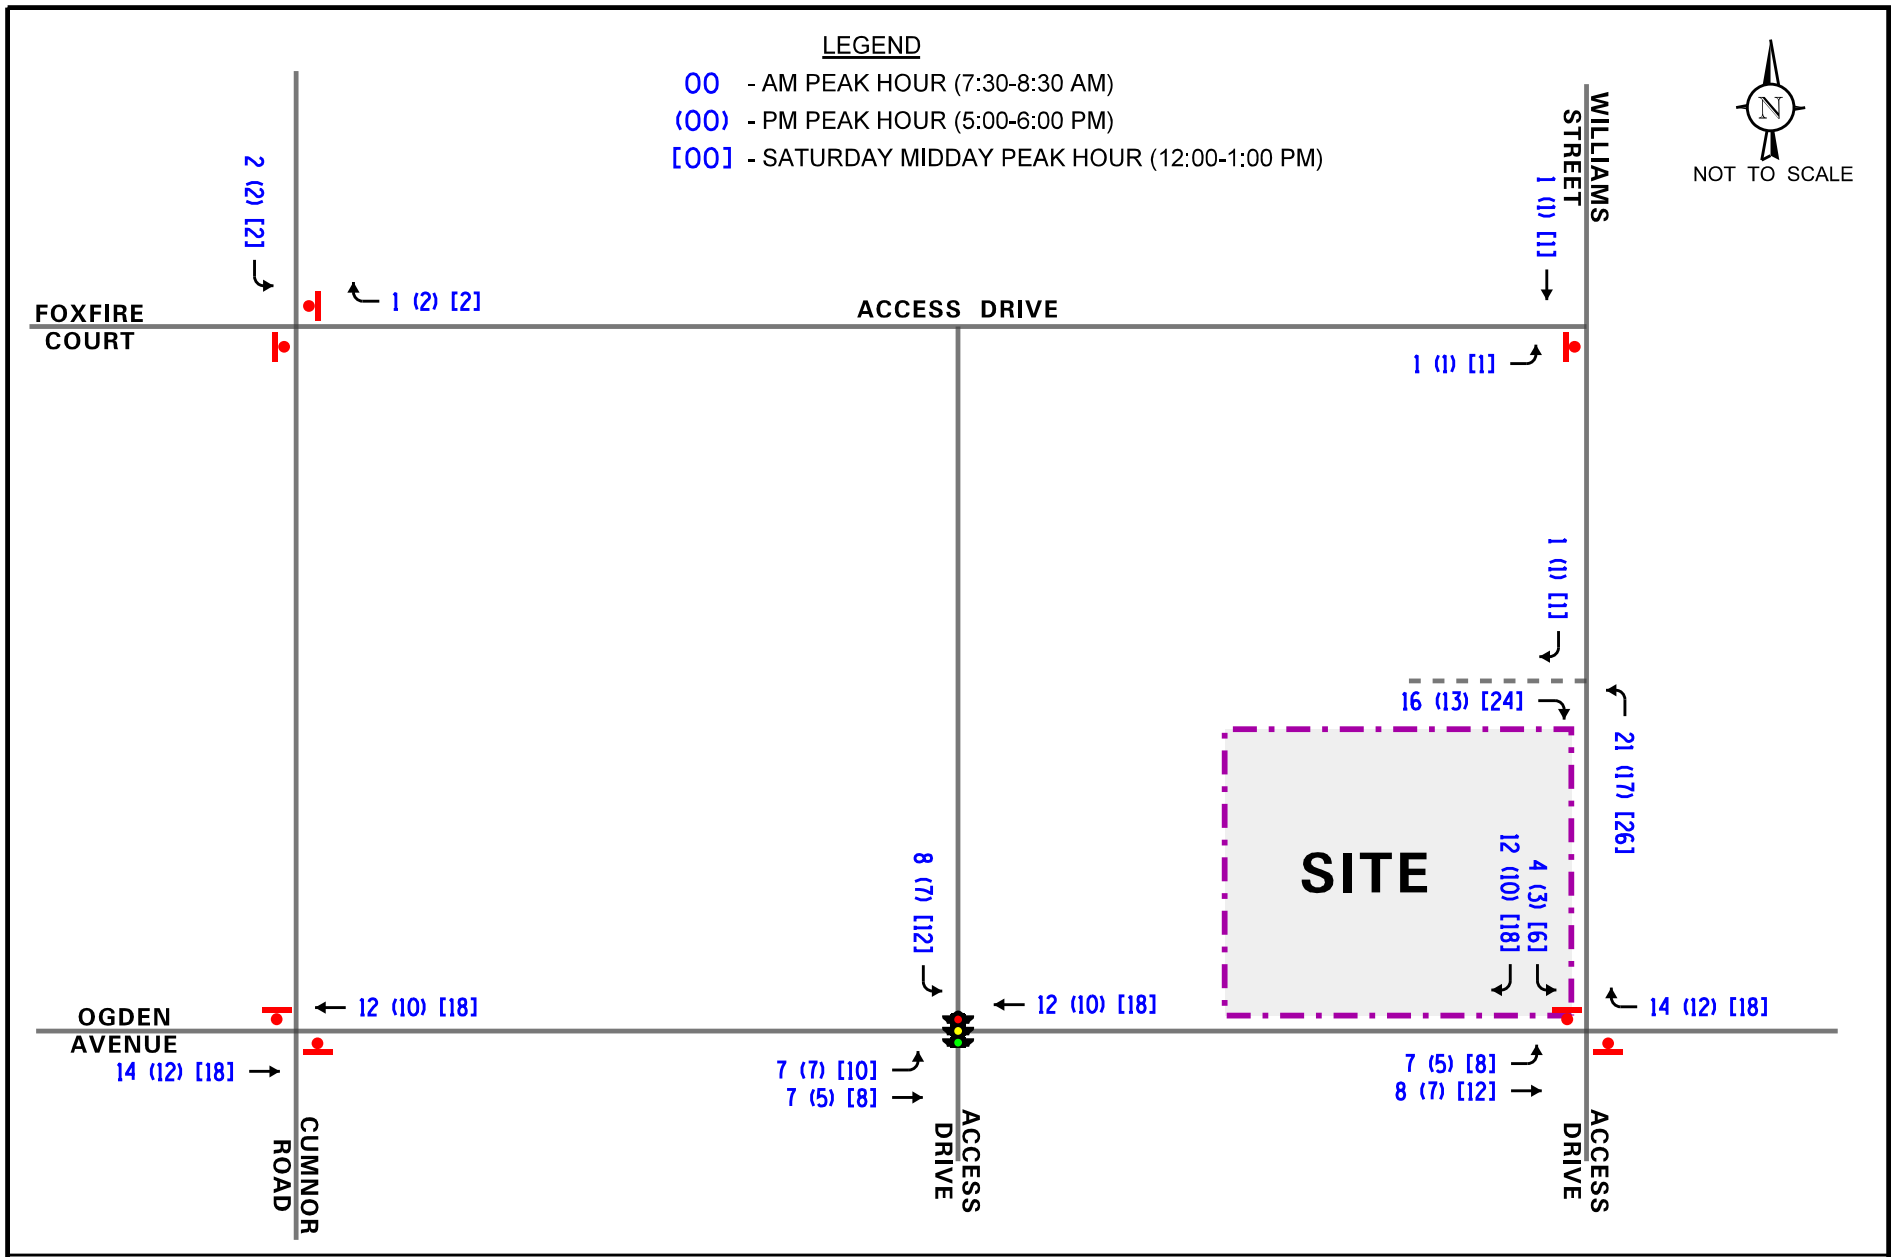 LEGEND
00 - AM PEAK HOUR (7:30-8:30 AM)
(00) - PM PEAK HOUR (5:00-6:00 PM)
[00] - SATURDAY MIDDAY PEAK HOUR (12:00-1:00 PM)
N
NOT TO SCALE
WILLIAMS
STREET
2 (2) [2]
1 (1) [1]
1 (2) [2]
FOXFIRE
COURT
ACCESS DRIVE
1 (1) [1]
1 (1) [1]
16 (13) [24]
21 (17) [26]
SITE
12 (10) [18]
4 (3) [6]
8 (7) [12]
OGDEN
AVENUE
12 (10) [18]
12 (10) [18]
14 (12) [18]
14 (12) [18]
7 (7) [10]
7 (5) [8]
7 (5) [8]
8 (7) [12]
CUMNOR
ROAD
ACCESS
DRIVE
ACCESS
DRIVE